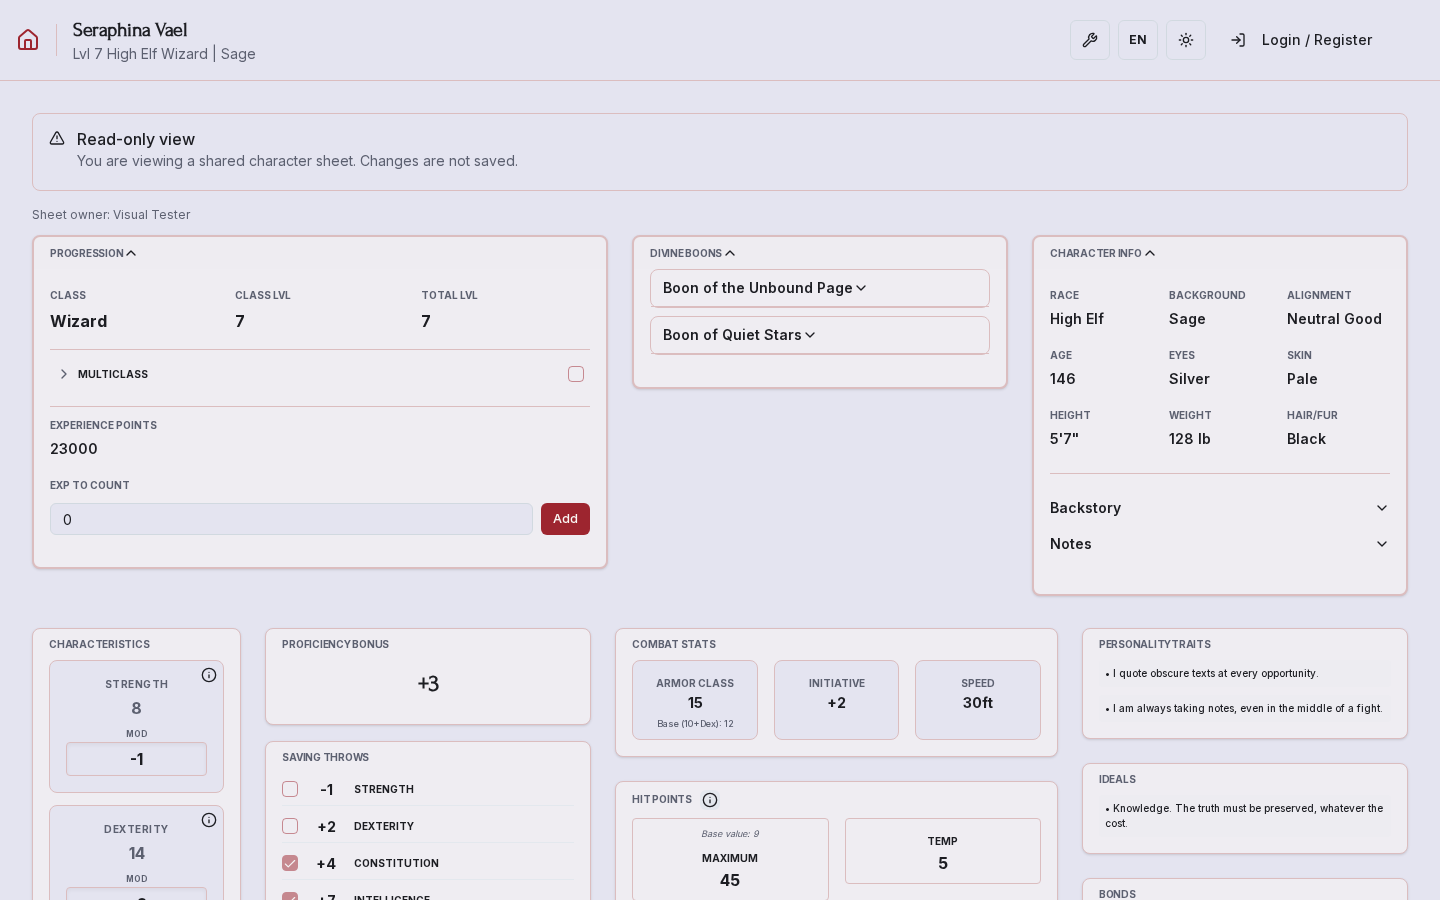 Seraphina Vael
Lvl 7 High Elf Wizard | Sage
EN
Login / Register
Read-only view
You are viewing a shared character sheet. Changes are not saved.
Sheet owner: Visual Tester
PROGRESSION
CLASS CLASS LVL TOTAL LVL
Wizard 7 7
MULTICLASS
EXPERIENCE POINTS
23000
EXP TO COUNT
0 Add
DIVINE BOONS
Boon of the Unbound Page
Boon of Quiet Stars
CHARACTER INFO
RACE BACKGROUND ALIGNMENT
High Elf Sage Neutral Good
AGE EYES SKIN
146 Silver Pale
HEIGHT WEIGHT HAIR/FUR
5'7" 128 lb Black
Backstory
Notes
CHARACTERISTICS
STRENGTH
8
MOD
-1
DEXTERITY
14
MOD
PROFICIENCY BONUS
+3
SAVING THROWS
-1 STRENGTH
+2 DEXTERITY
+4 CONSTITUTION
+7 INTELLIGENCE
COMBAT STATS
ARMOR CLASS INITIATIVE SPEED
15 +2 30ft
Base (10+Dex): 12
HIT POINTS
Base value: 9
MAXIMUM
45
TEMP
5
PERSONALITY TRAITS
• I quote obscure texts at every opportunity.
• I am always taking notes, even in the middle of a fight.
IDEALS
• Knowledge. The truth must be preserved, whatever the
cost.
BONDS